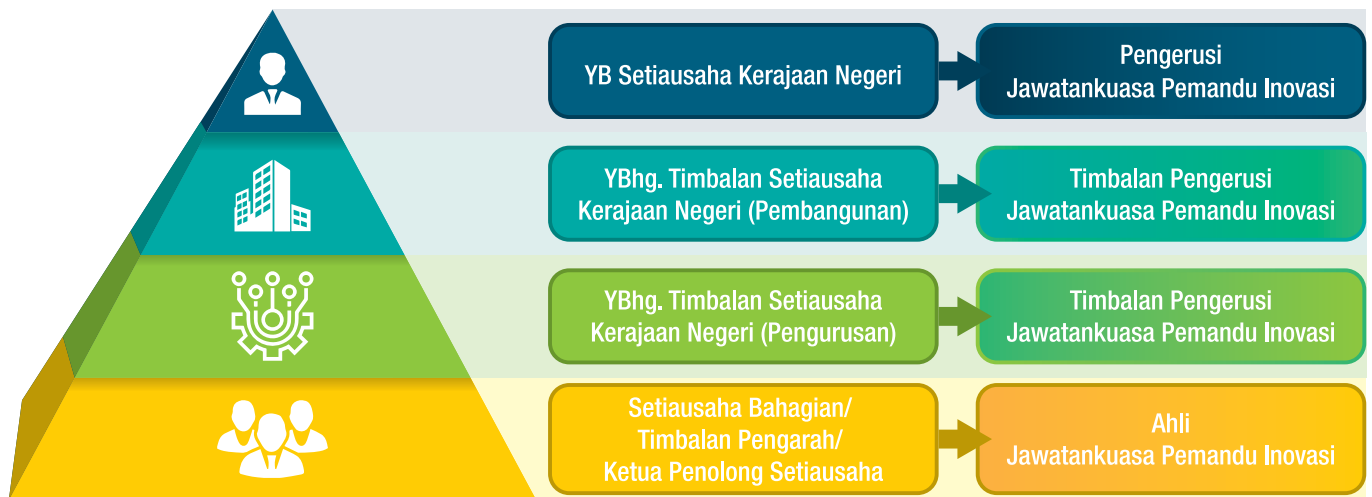 YB Setiausaha Kerajaan Negeri
Pengerusi
Jawatankuasa Pemandu Inovasi
YBhg. Timbalan Setiausaha
Kerajaan Negeri (Pembangunan)
Timbalan Pengerusi
Jawatankuasa Pemandu Inovasi
YBhg. Timbalan Setiausaha
Kerajaan Negeri (Pengurusan)
Timbalan Pengerusi
Jawatankuasa Pemandu Inovasi
Setiausaha Bahagian/
Timbalan Pengarah/
Ketua Penolong Setiausaha
Ahli
Jawatankuasa Pemandu Inovasi